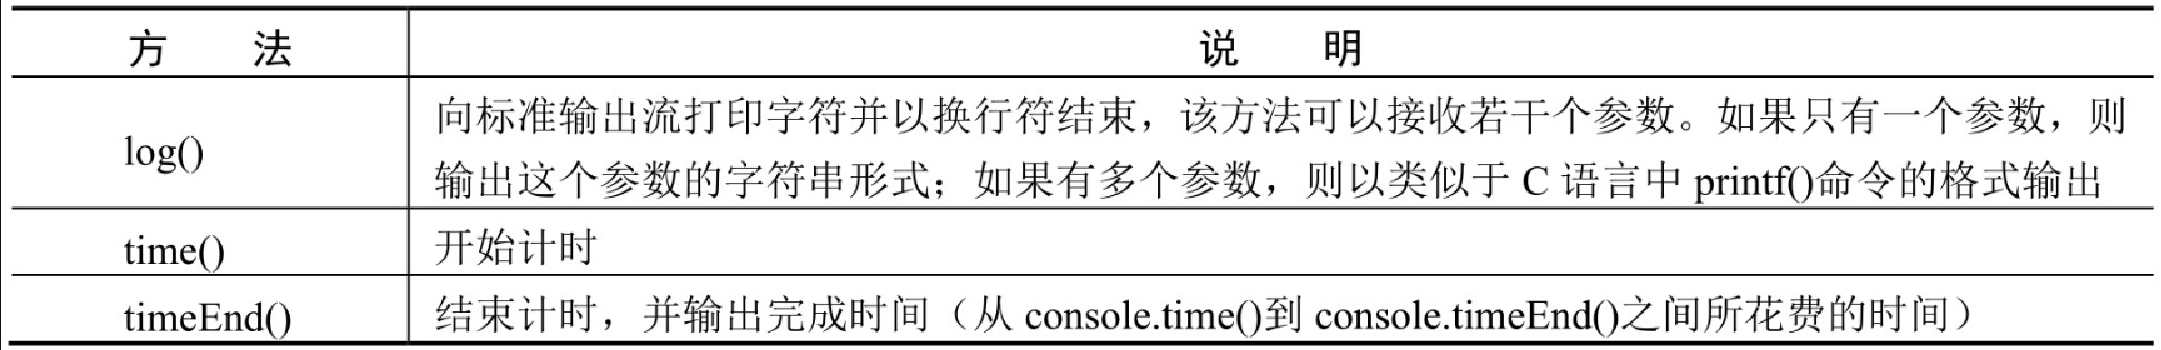 方 法 说 明
log() 向标准输出流打印字符并以换行符结束，该方法可以接收若干个参数。如果只有一个参数，则
输出这个参数的字符串形式；如果有多个参数，则以类似于 C 语言中 printf()命令的格式输出
time() 开始计时
timeEnd() 结束计时，并输出完成时间（从 console.time()到 console.timeEnd()之间所花费的时间）